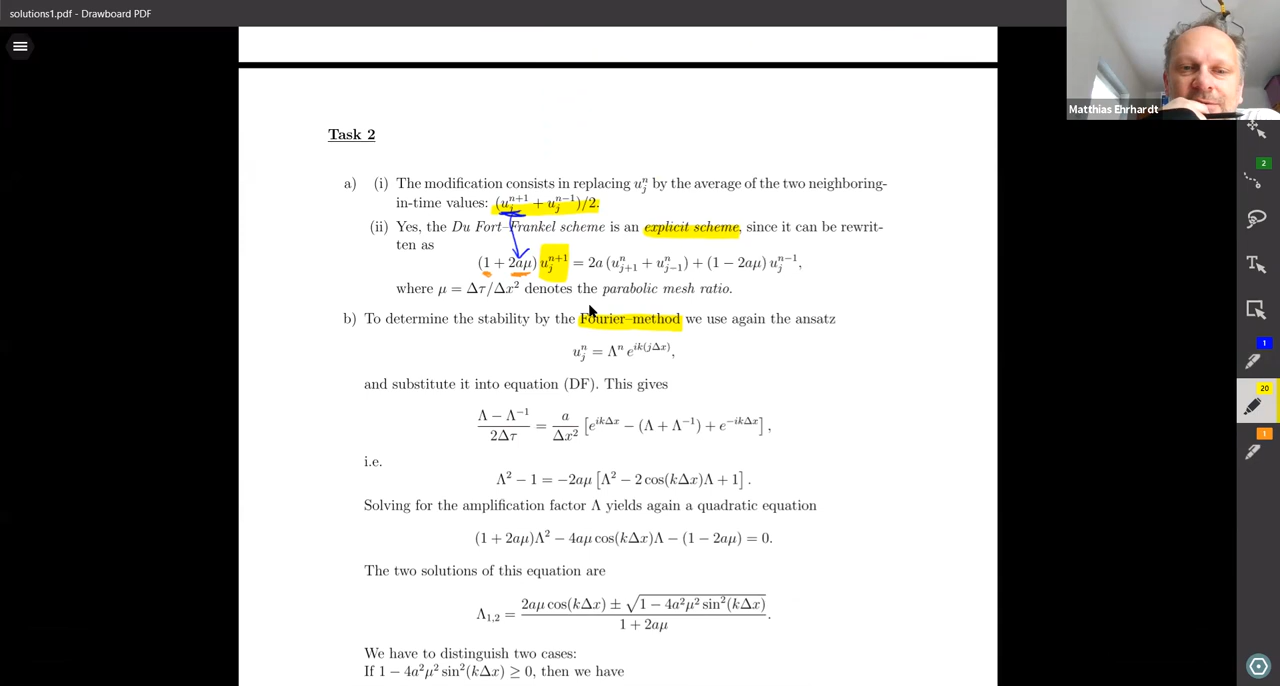 solutions1.pdf - Drawboard PDF
Matthias Ehrhardt
Task 2
a) (i) The modification consists in replacing u_j^n by the average of the two neighboring-
in-time values: (u_j^{n+1} + u_j^{n−1})/2.
(ii) Yes, the Du Fort–Frankel scheme is an explicit scheme, since it can be rewrit-
ten as
(1 + 2aμ) u_j^{n+1} = 2a (u_{j+1}^n + u_{j−1}^n) + (1 − 2aμ) u_j^{n−1},
where μ = Δτ/Δx² denotes the parabolic mesh ratio.
b) To determine the stability by the Fourier–method we use again the ansatz
u_j^n = Λ^n e^{ik(jΔx)},
and substitute it into equation (DF). This gives
(Λ − Λ^{−1})/(2Δτ) = a/Δx² [e^{ikΔx} − (Λ + Λ^{−1}) + e^{−ikΔx}],
i.e.
Λ² − 1 = −2aμ [Λ² − 2 cos(kΔx)Λ + 1].
Solving for the amplification factor Λ yields again a quadratic equation
(1 + 2aμ)Λ² − 4aμ cos(kΔx)Λ − (1 − 2aμ) = 0.
The two solutions of this equation are
Λ_{1,2} = (2aμ cos(kΔx) ± √(1 − 4a²μ² sin²(kΔx)))/(1 + 2aμ).
We have to distinguish two cases:
If 1 − 4a²μ² sin²(kΔx) ≥ 0, then we have
2
1
20
1